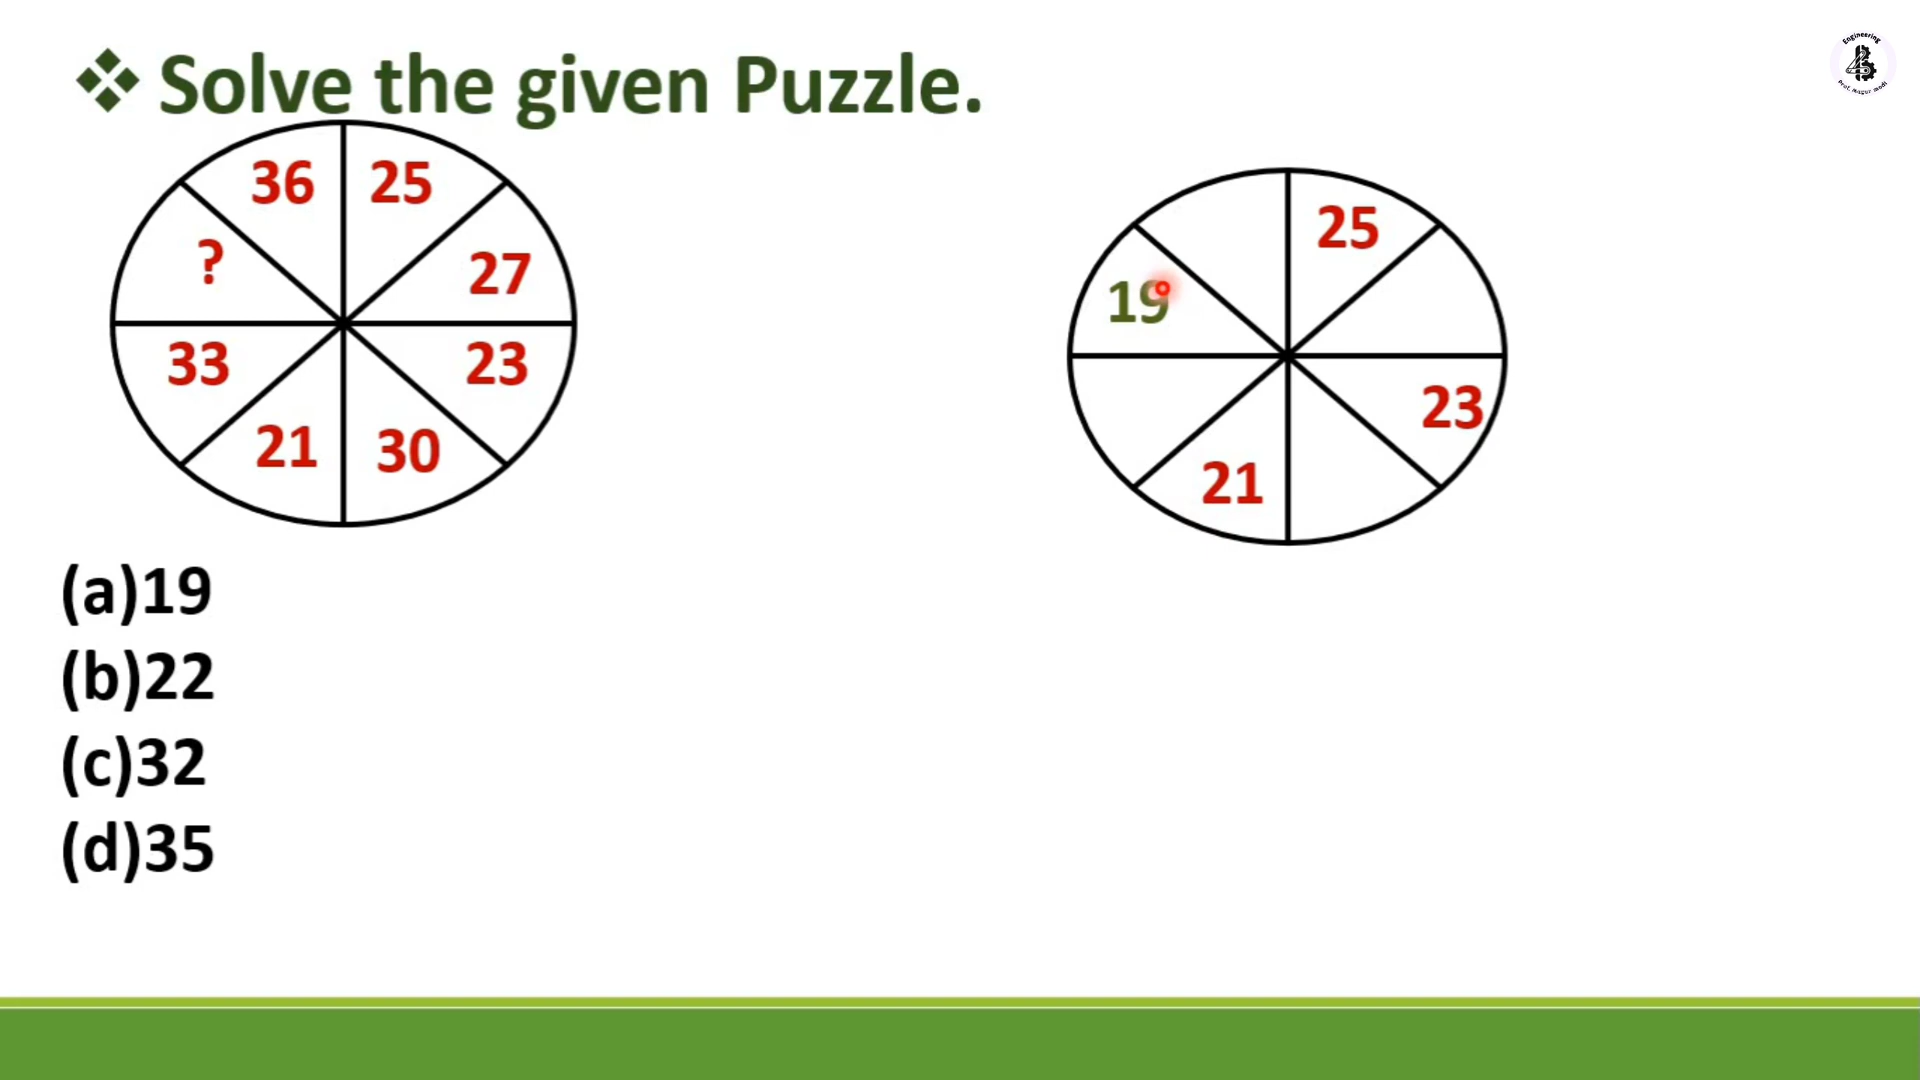 Engineering
❖ Solve the given Puzzle.
36 25
? 27
33 23
21 30
25
19
23
21
(a)19
(b)22
(c)32
(d)35